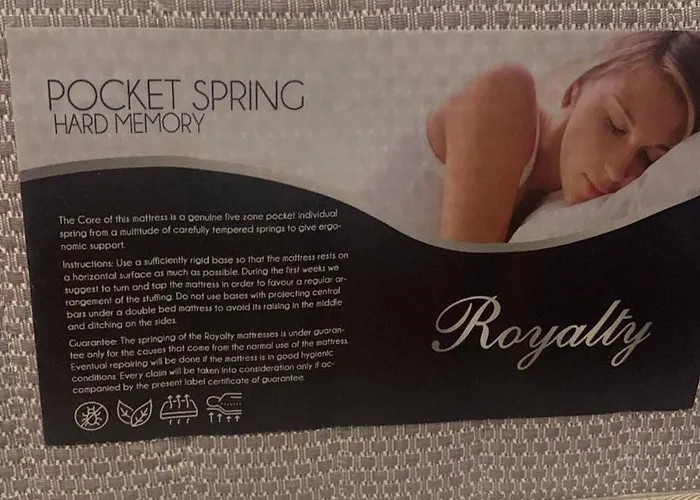 POCKET SPRING
HARD MEMORY
The Core of this mattress is a genuine five zone pocket individual
spring from a multitude of carefully tempered springs to give ergo-
nomic support.
Instructions: Use a sufficiently rigid base so that the mattress rests on
a horizontal surface as much as possible. During the first weeks we
suggest to turn and tap the mattress in order to favour a regular ar-
rangement of the stuffing. Do not use bases with projecting central
bars under a double bed mattress to avoid its raising in the middle
and ditching on the sides.
Guarantee: The springing of the Royalty mattresses is under guaran-
tee only for the causes that come from the normal use of the mattress.
Eventual repairing will be done if the mattress is in good hygienic
conditions. Every claim will be taken into consideration only if ac-
companied by the present label certificate of guarantee.
Royalty